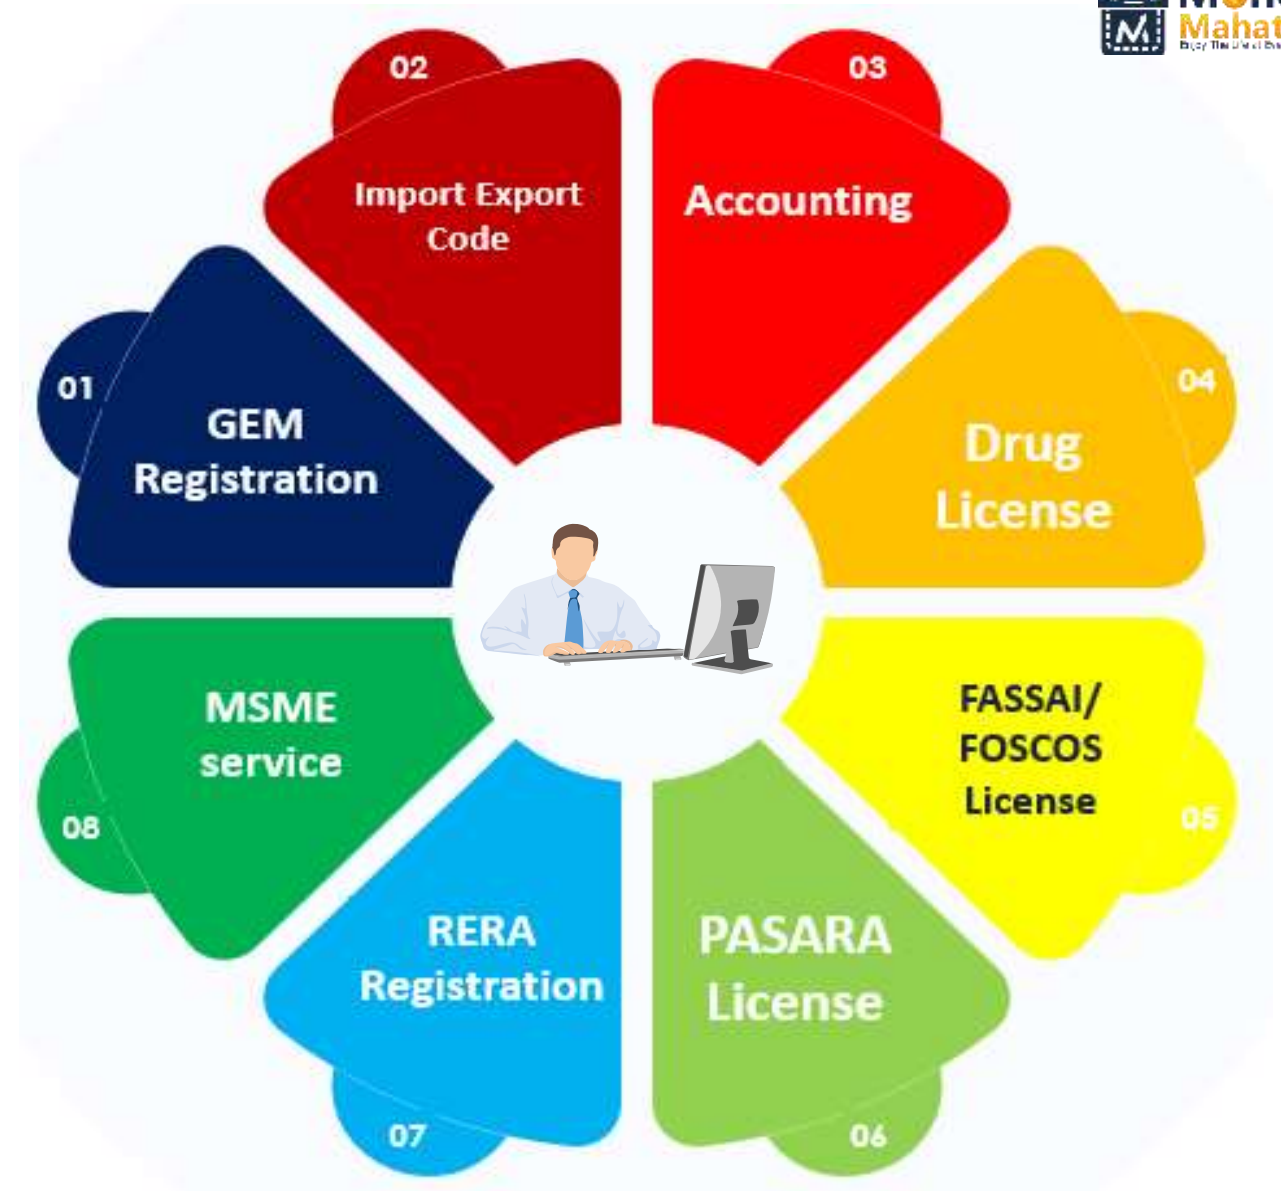 Mahat
01
GEM
Registration
02
Import Export
Code
03
Accounting
04
Drug
License
05
FASSAI/
FOSCOS
License
06
PASARA
License
07
RERA
Registration
08
MSME
service